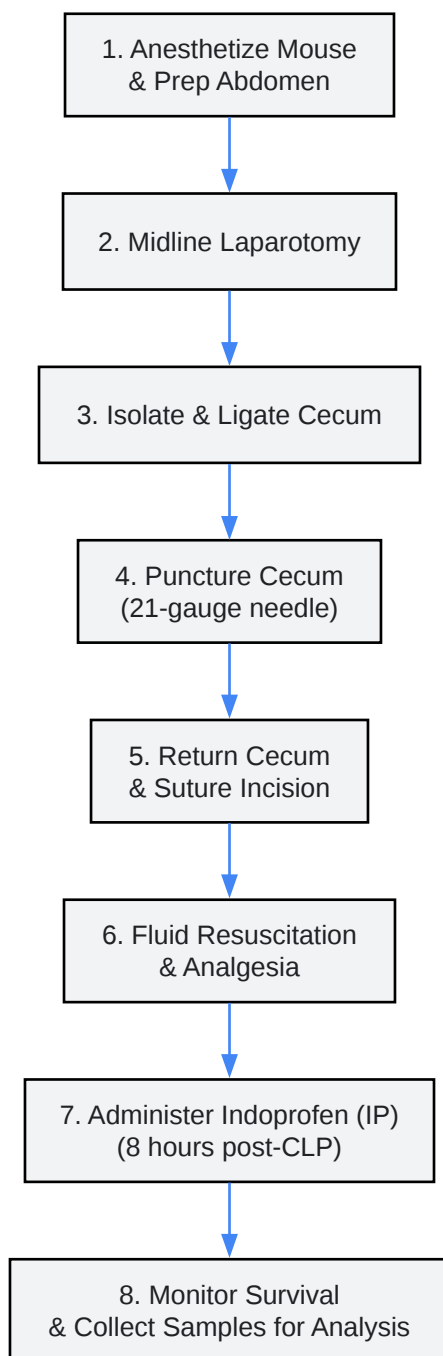 1. Anesthetize Mouse
& Prep Abdomen
2. Midline Laparotomy
3. Isolate & Ligate Cecum
4. Puncture Cecum
(21-gauge needle)
5. Return Cecum
& Suture Incision
6. Fluid Resuscitation
& Analgesia
7. Administer Indoprofen (IP)
(8 hours post-CLP)
8. Monitor Survival
& Collect Samples for Analysis